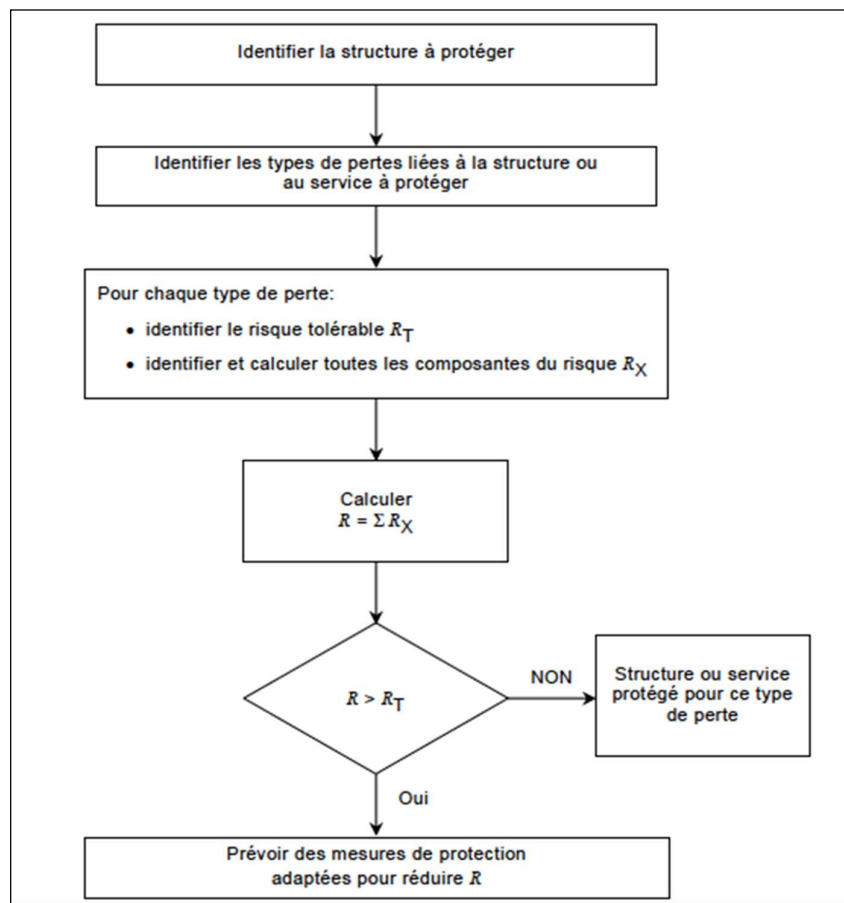 Identifier la structure à protéger
Identifier les types de pertes liées à la structure ou
au service à protéger
Pour chaque type de perte:
• identifier le risque tolérable RT
• identifier et calculer toutes les composantes du risque RX
Calculer
R = Σ RX
R > RT
NON
Structure ou service
protégé pour ce type
de perte
Oui
Prévoir des mesures de protection
adaptées pour réduire R